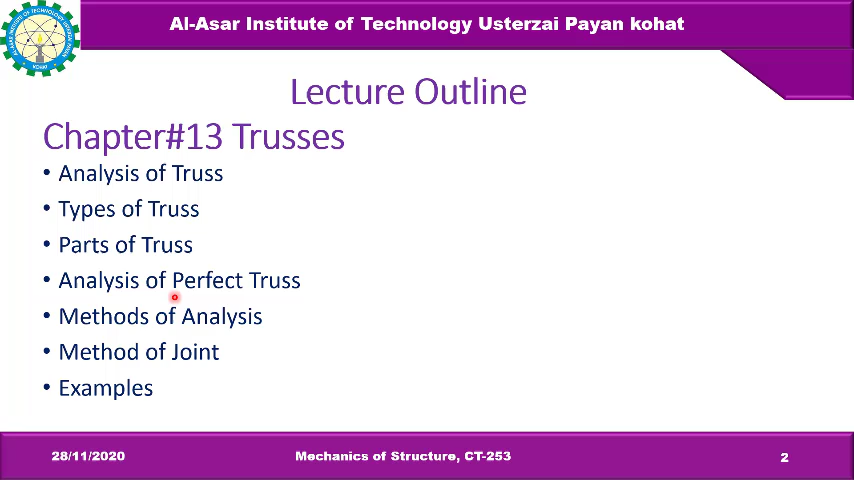 Al-Asar Institute of Technology Usterzai Payan kohat
Lecture Outline
Chapter#13 Trusses
• Analysis of Truss
• Types of Truss
• Parts of Truss
• Analysis of Perfect Truss
• Methods of Analysis
• Method of Joint
• Examples
28/11/2020
Mechanics of Structure, CT-253
2